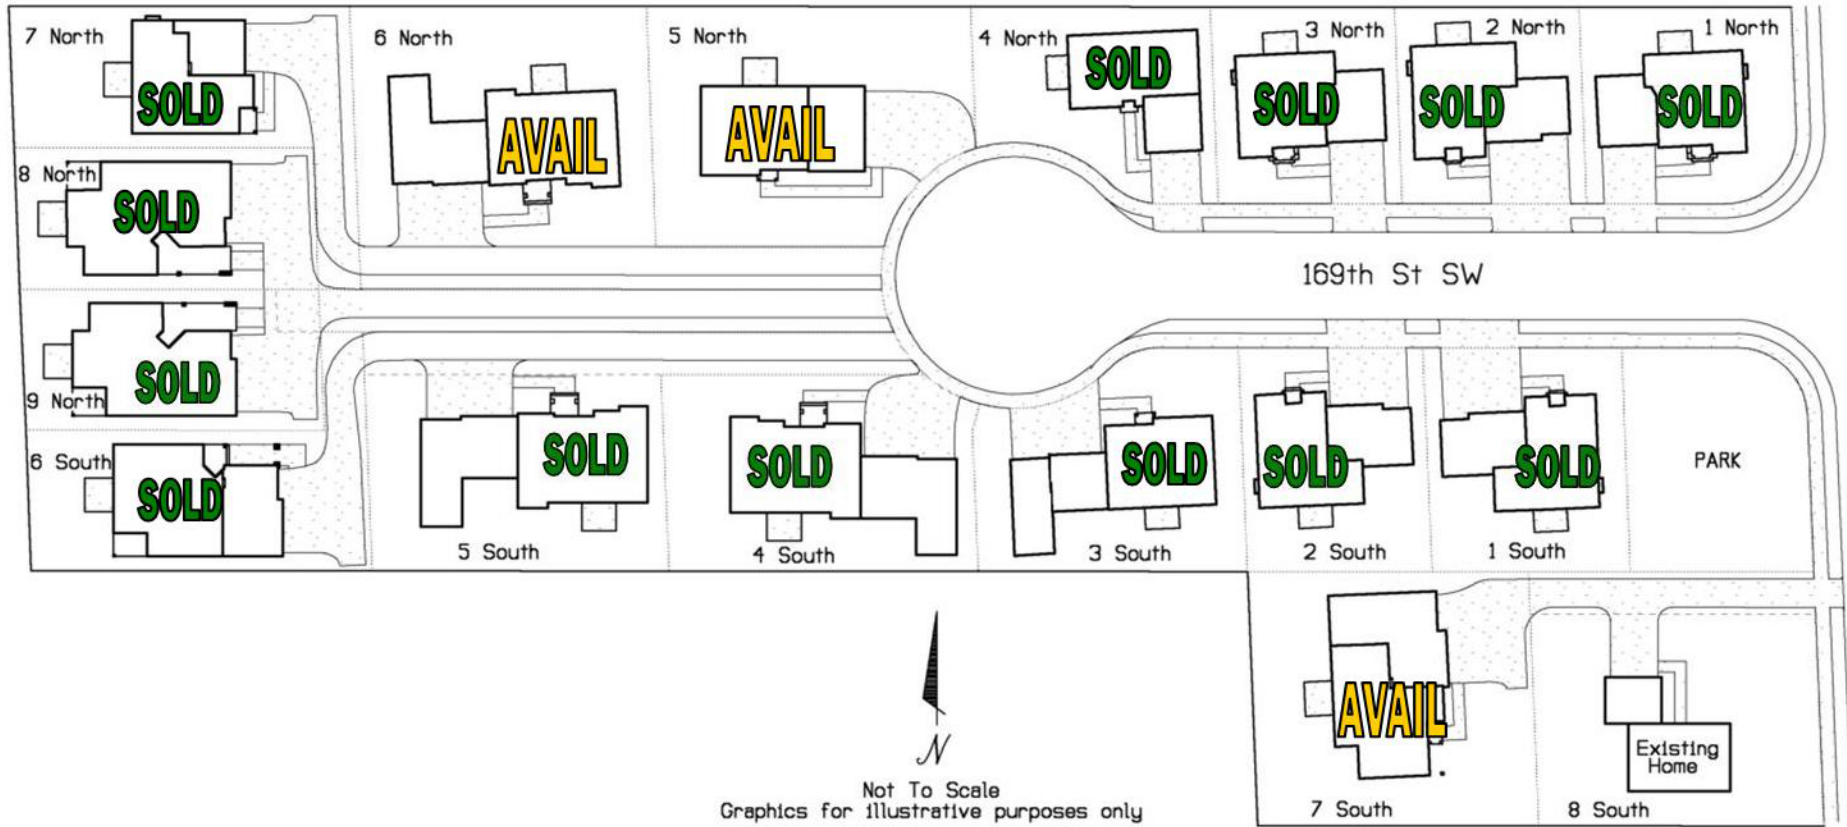 7 North
SOLD
6 North
AVAIL
5 North
AVAIL
4 North
SOLD
3 North
SOLD
2 North
SOLD
1 North
SOLD
8 North
SOLD
169th St SW
9 North
SOLD
6 South
SOLD
SOLD
5 South
SOLD
4 South
SOLD
3 South
SOLD
2 South
SOLD
1 South
PARK
AVAIL
7 South
Existing
Home
8 South
N
Not To Scale
Graphics for illustrative purposes only